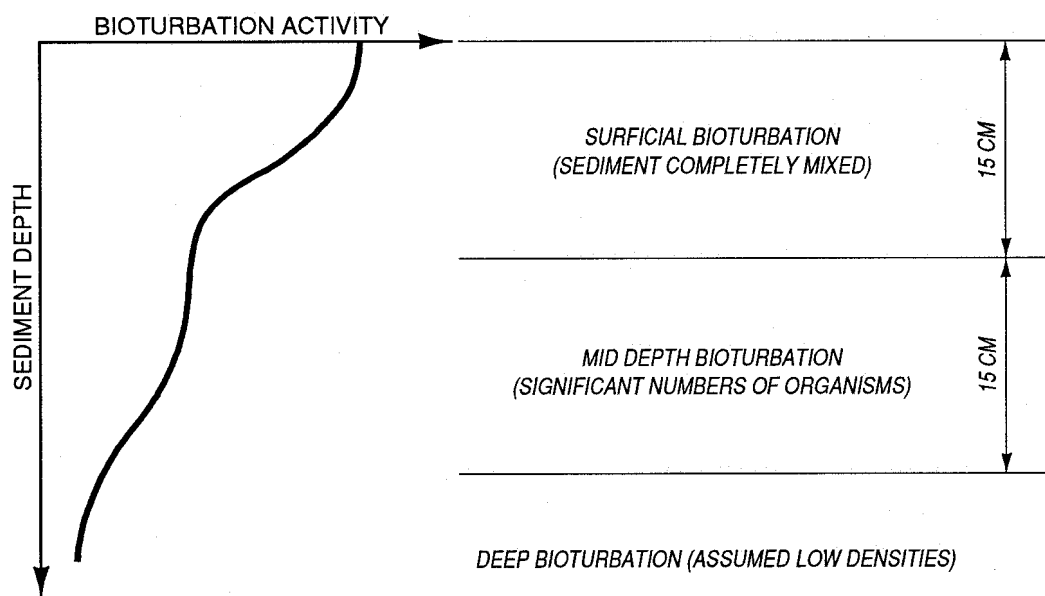 BIOTURBATION ACTIVITY
SEDIMENT DEPTH
SURFICIAL BIOTURBATION
(SEDIMENT COMPLETELY MIXED)
15 CM
MID DEPTH BIOTURBATION
(SIGNIFICANT NUMBERS OF ORGANISMS)
15 CM
DEEP BIOTURBATION (ASSUMED LOW DENSITIES)